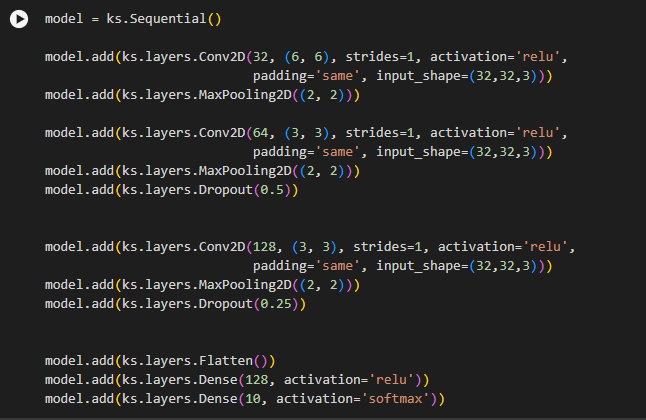 model = ks.Sequential()
model.add(ks.layers.Conv2D(32, (6, 6), strides=1, activation='relu',
padding='same', input_shape=(32,32,3)))
model.add(ks.layers.MaxPooling2D((2, 2)))
model.add(ks.layers.Conv2D(64, (3, 3), strides=1, activation='relu',
padding='same', input_shape=(32,32,3)))
model.add(ks.layers.MaxPooling2D((2, 2)))
model.add(ks.layers.Dropout(0.5))
model.add(ks.layers.Conv2D(128, (3, 3), strides=1, activation='relu',
padding='same', input_shape=(32,32,3)))
model.add(ks.layers.MaxPooling2D((2, 2)))
model.add(ks.layers.Dropout(0.25))
model.add(ks.layers.Flatten())
model.add(ks.layers.Dense(128, activation='relu'))
model.add(ks.layers.Dense(10, activation='softmax'))